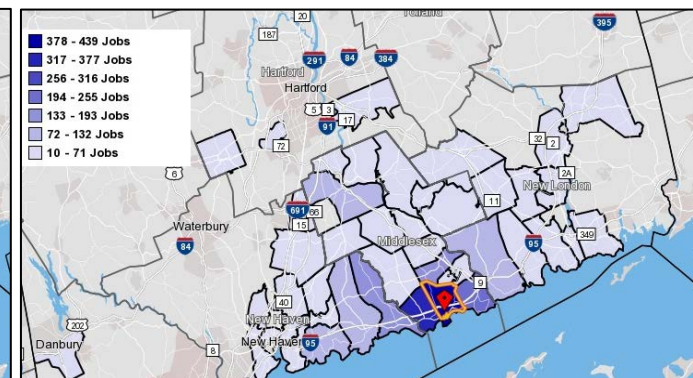 378 - 439 Jobs
317 - 377 Jobs
256 - 316 Jobs
194 - 255 Jobs
133 - 193 Jobs
72 - 132 Jobs
10 - 71 Jobs
Tolland
20
395
187
291
84
384
Hartford
Hartford
5
3
17
91
72
6
32
2
2A
New London
11
691
66
15
Waterbury
84
Middlesex
349
95
9
40
202
New Haven
New Haven
Danbury
8
95